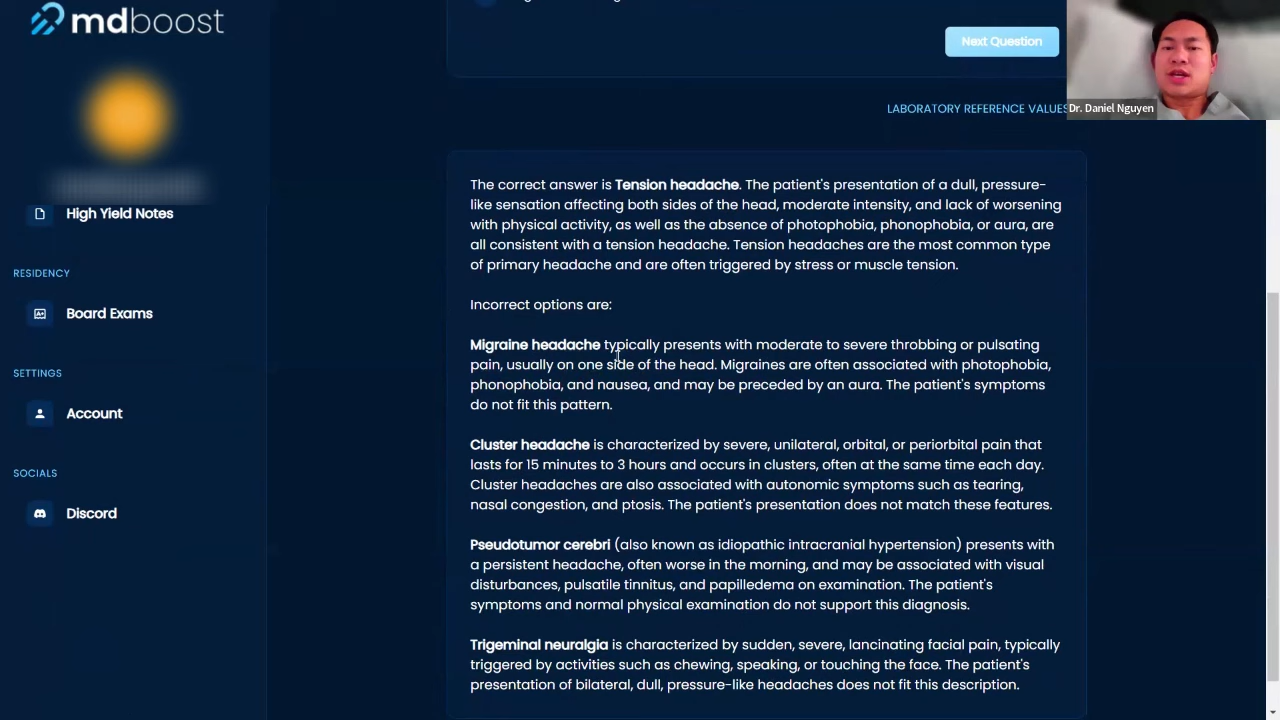 mdboost
Next Question
Dr. Daniel Nguyen
LABORATORY REFERENCE VALUES
High Yield Notes
RESIDENCY
Board Exams
SETTINGS
Account
SOCIALS
Discord
The correct answer is Tension headache. The patient's presentation of a dull, pressure-
like sensation affecting both sides of the head, moderate intensity, and lack of worsening
with physical activity, as well as the absence of photophobia, phonophobia, or aura, are
all consistent with a tension headache. Tension headaches are the most common type
of primary headache and are often triggered by stress or muscle tension.
Incorrect options are:
Migraine headache typically presents with moderate to severe throbbing or pulsating
pain, usually on one side of the head. Migraines are often associated with photophobia,
phonophobia, and nausea, and may be preceded by an aura. The patient's symptoms
do not fit this pattern.
Cluster headache is characterized by severe, unilateral, orbital, or periorbital pain that
lasts for 15 minutes to 3 hours and occurs in clusters, often at the same time each day.
Cluster headaches are also associated with autonomic symptoms such as tearing,
nasal congestion, and ptosis. The patient's presentation does not match these features.
Pseudotumor cerebri (also known as idiopathic intracranial hypertension) presents with
a persistent headache, often worse in the morning, and may be associated with visual
disturbances, pulsatile tinnitus, and papilledema on examination. The patient's
symptoms and normal physical examination do not support this diagnosis.
Trigeminal neuralgia is characterized by sudden, severe, lancinating facial pain, typically
triggered by activities such as chewing, speaking, or touching the face. The patient's
presentation of bilateral, dull, pressure-like headaches does not fit this description.